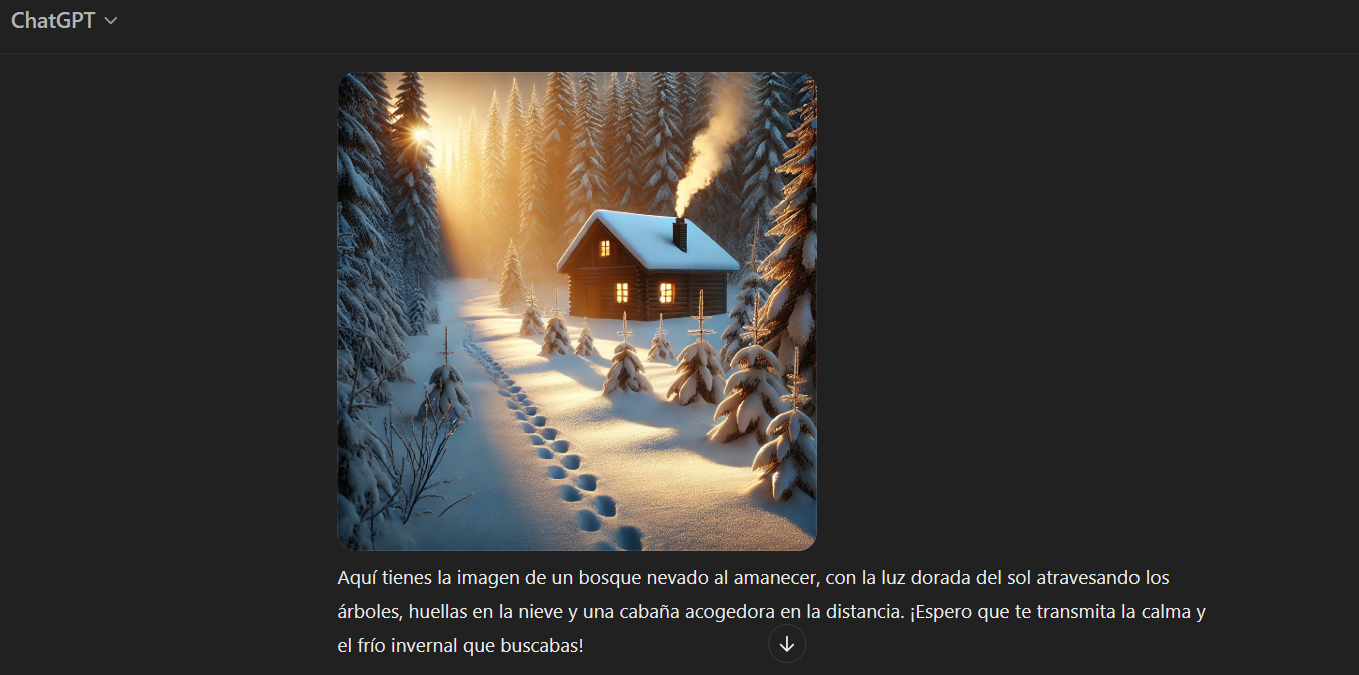 ChatGPT
Aquí tienes la imagen de un bosque nevado al amanecer, con la luz dorada del sol atravesando los
árboles, huellas en la nieve y una cabaña acogedora en la distancia. ¡Espero que te transmita la calma y
el frío invernal que buscabas!